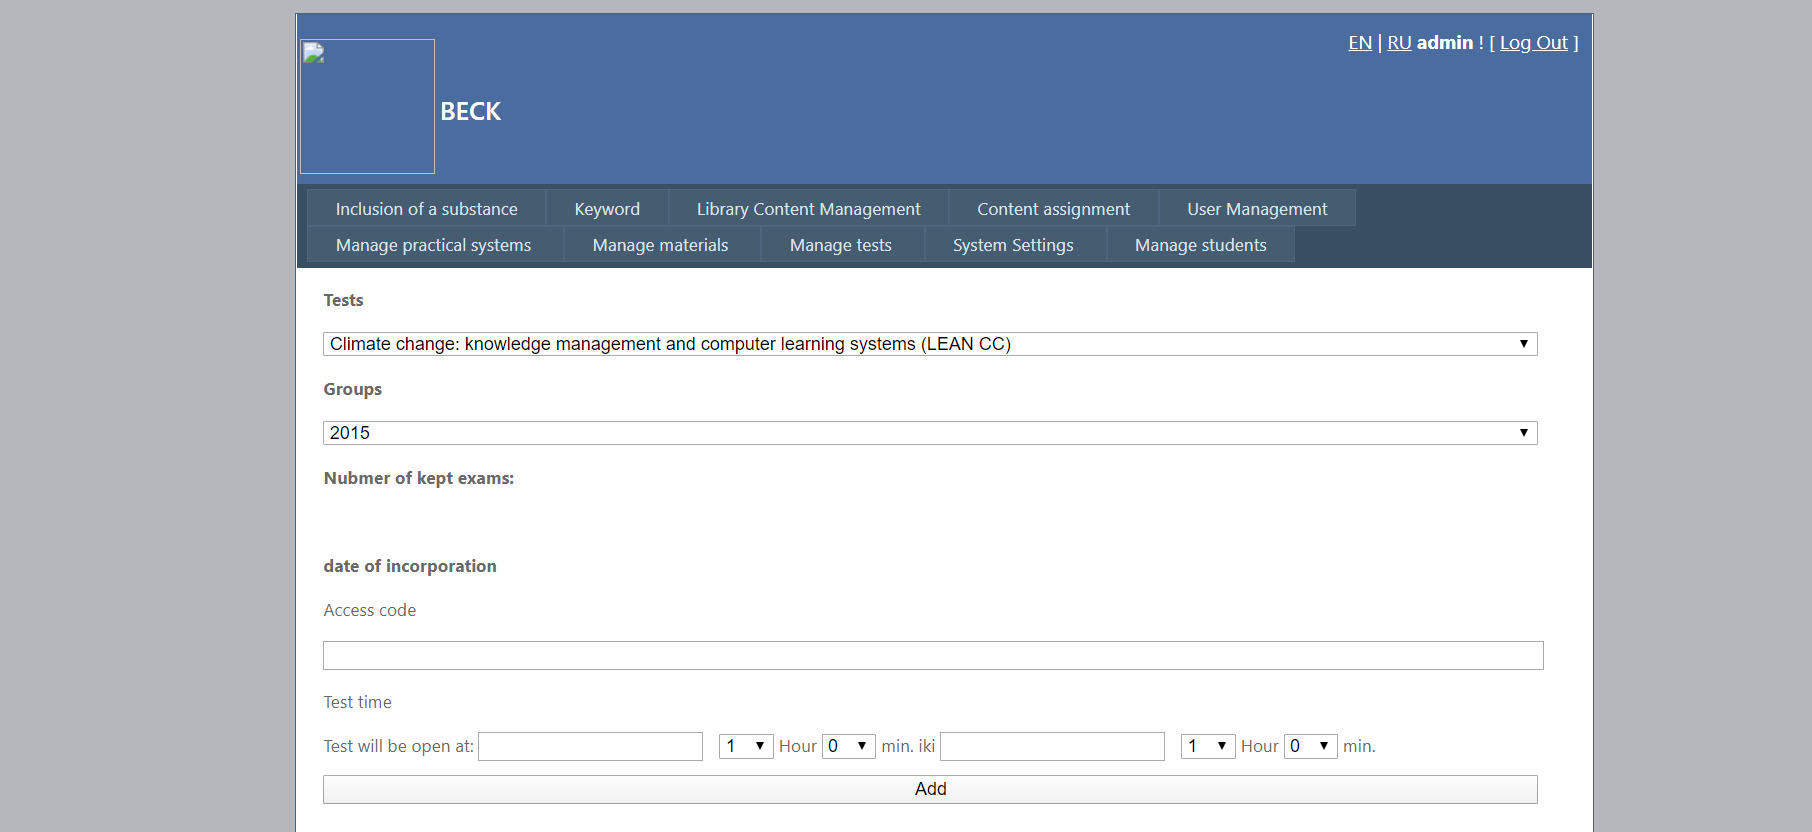 EN | RU admin ! [ Log Out ]
BECK
Inclusion of a substance Keyword Library Content Management Content assignment User Management
Manage practical systems Manage materials Manage tests System Settings Manage students
Tests
Climate change: knowledge management and computer learning systems (LEAN CC)
Groups
2015
Nubmer of kept exams:
date of incorporation
Access code
Test time
Test will be open at: 1 Hour 0 min. iki 1 Hour 0 min.
Add